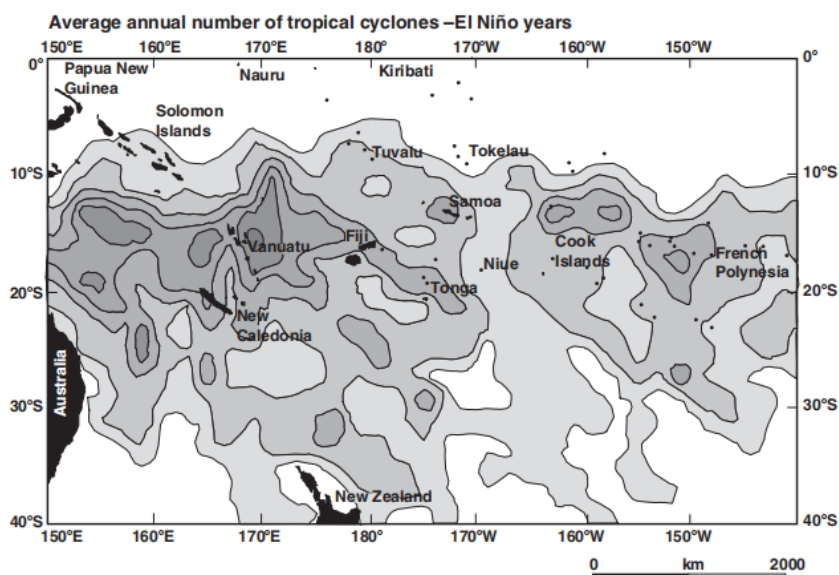 Average annual number of tropical cyclones –El Niño years
150°E 160°E 170°E 180° 170°W 160°W 150°W
0° 0°
Papua New
Guinea
Nauru
Kiribati
Solomon
Islands
Tuvalu
Tokelau
10°S 10°S
Samoa
Vanuatu
Fiji
Cook
Islands
Niue
French
Polynesia
20°S 20°S
Tonga
New
Caledonia
Australia
30°S 30°S
New Zealand
40°S 40°S
150°E 160°E 170°E 180° 170°W 160°W 150°W
0 km 2000